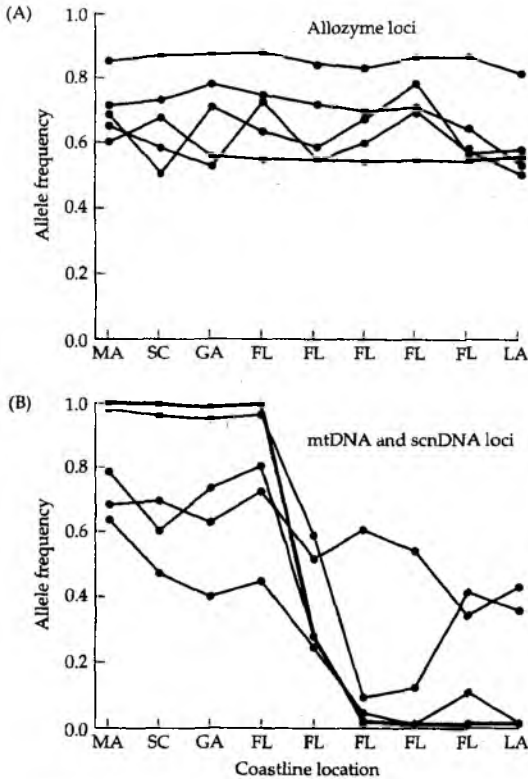 (A)
Allozyme loci
Allele frequency
1.0
0.8
0.6
0.4
0.2
0.0
MA SC GA FL FL FL FL FL LA
(B)
mtDNA and scnDNA loci
Allele frequency
1.0
0.8
0.6
0.4
0.2
0.0
MA SC GA FL FL FL FL FL LA
Coastline location